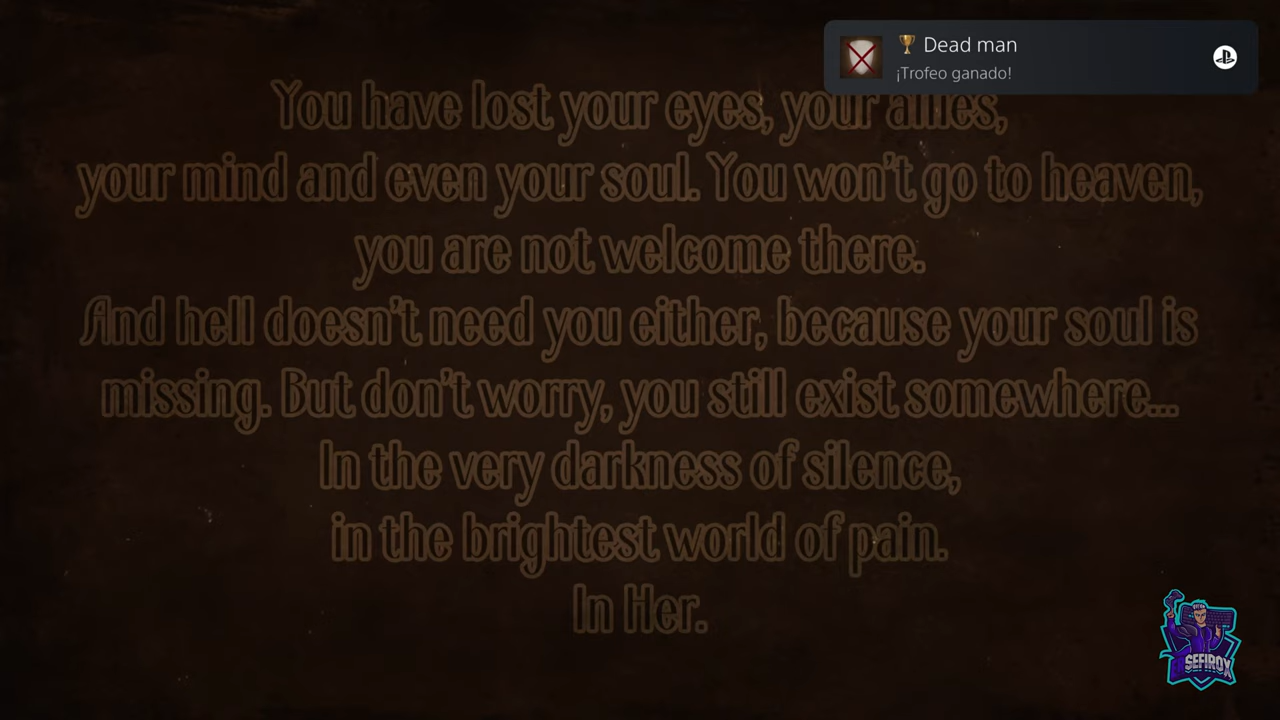 Dead man
¡Trofeo ganado!
You have lost your eyes, your allies,
your mind and even your soul. You won't go to heaven,
you are not welcome there.
And hell doesn't need you either, because your soul is
missing. But don't worry, you still exist somewhere...
In the very darkness of silence,
in the brightest world of pain.
In Her.
SEFIROX